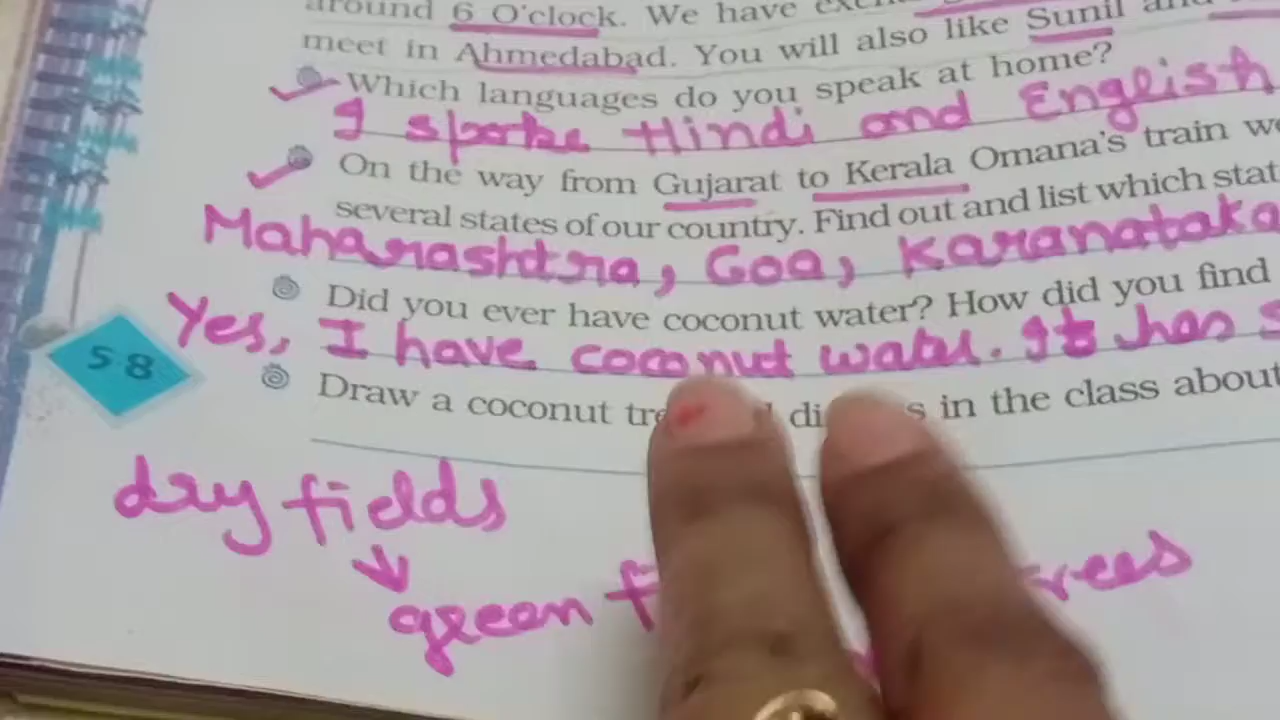 around 6 O'clock. We have
meet in Ahmedabad. You will also like Sunil and
Which languages do you speak at home?
I spoke Hindi and English
On the way from Gujarat to Kerala Omana's train
several states of our country. Find out and list which
Maharashtra, Goa, Karanataka
Did you ever have coconut water? How did you find
Yes, I have coconut water. Its has
58
Draw a coconut in the class about
dry fields
↓
green